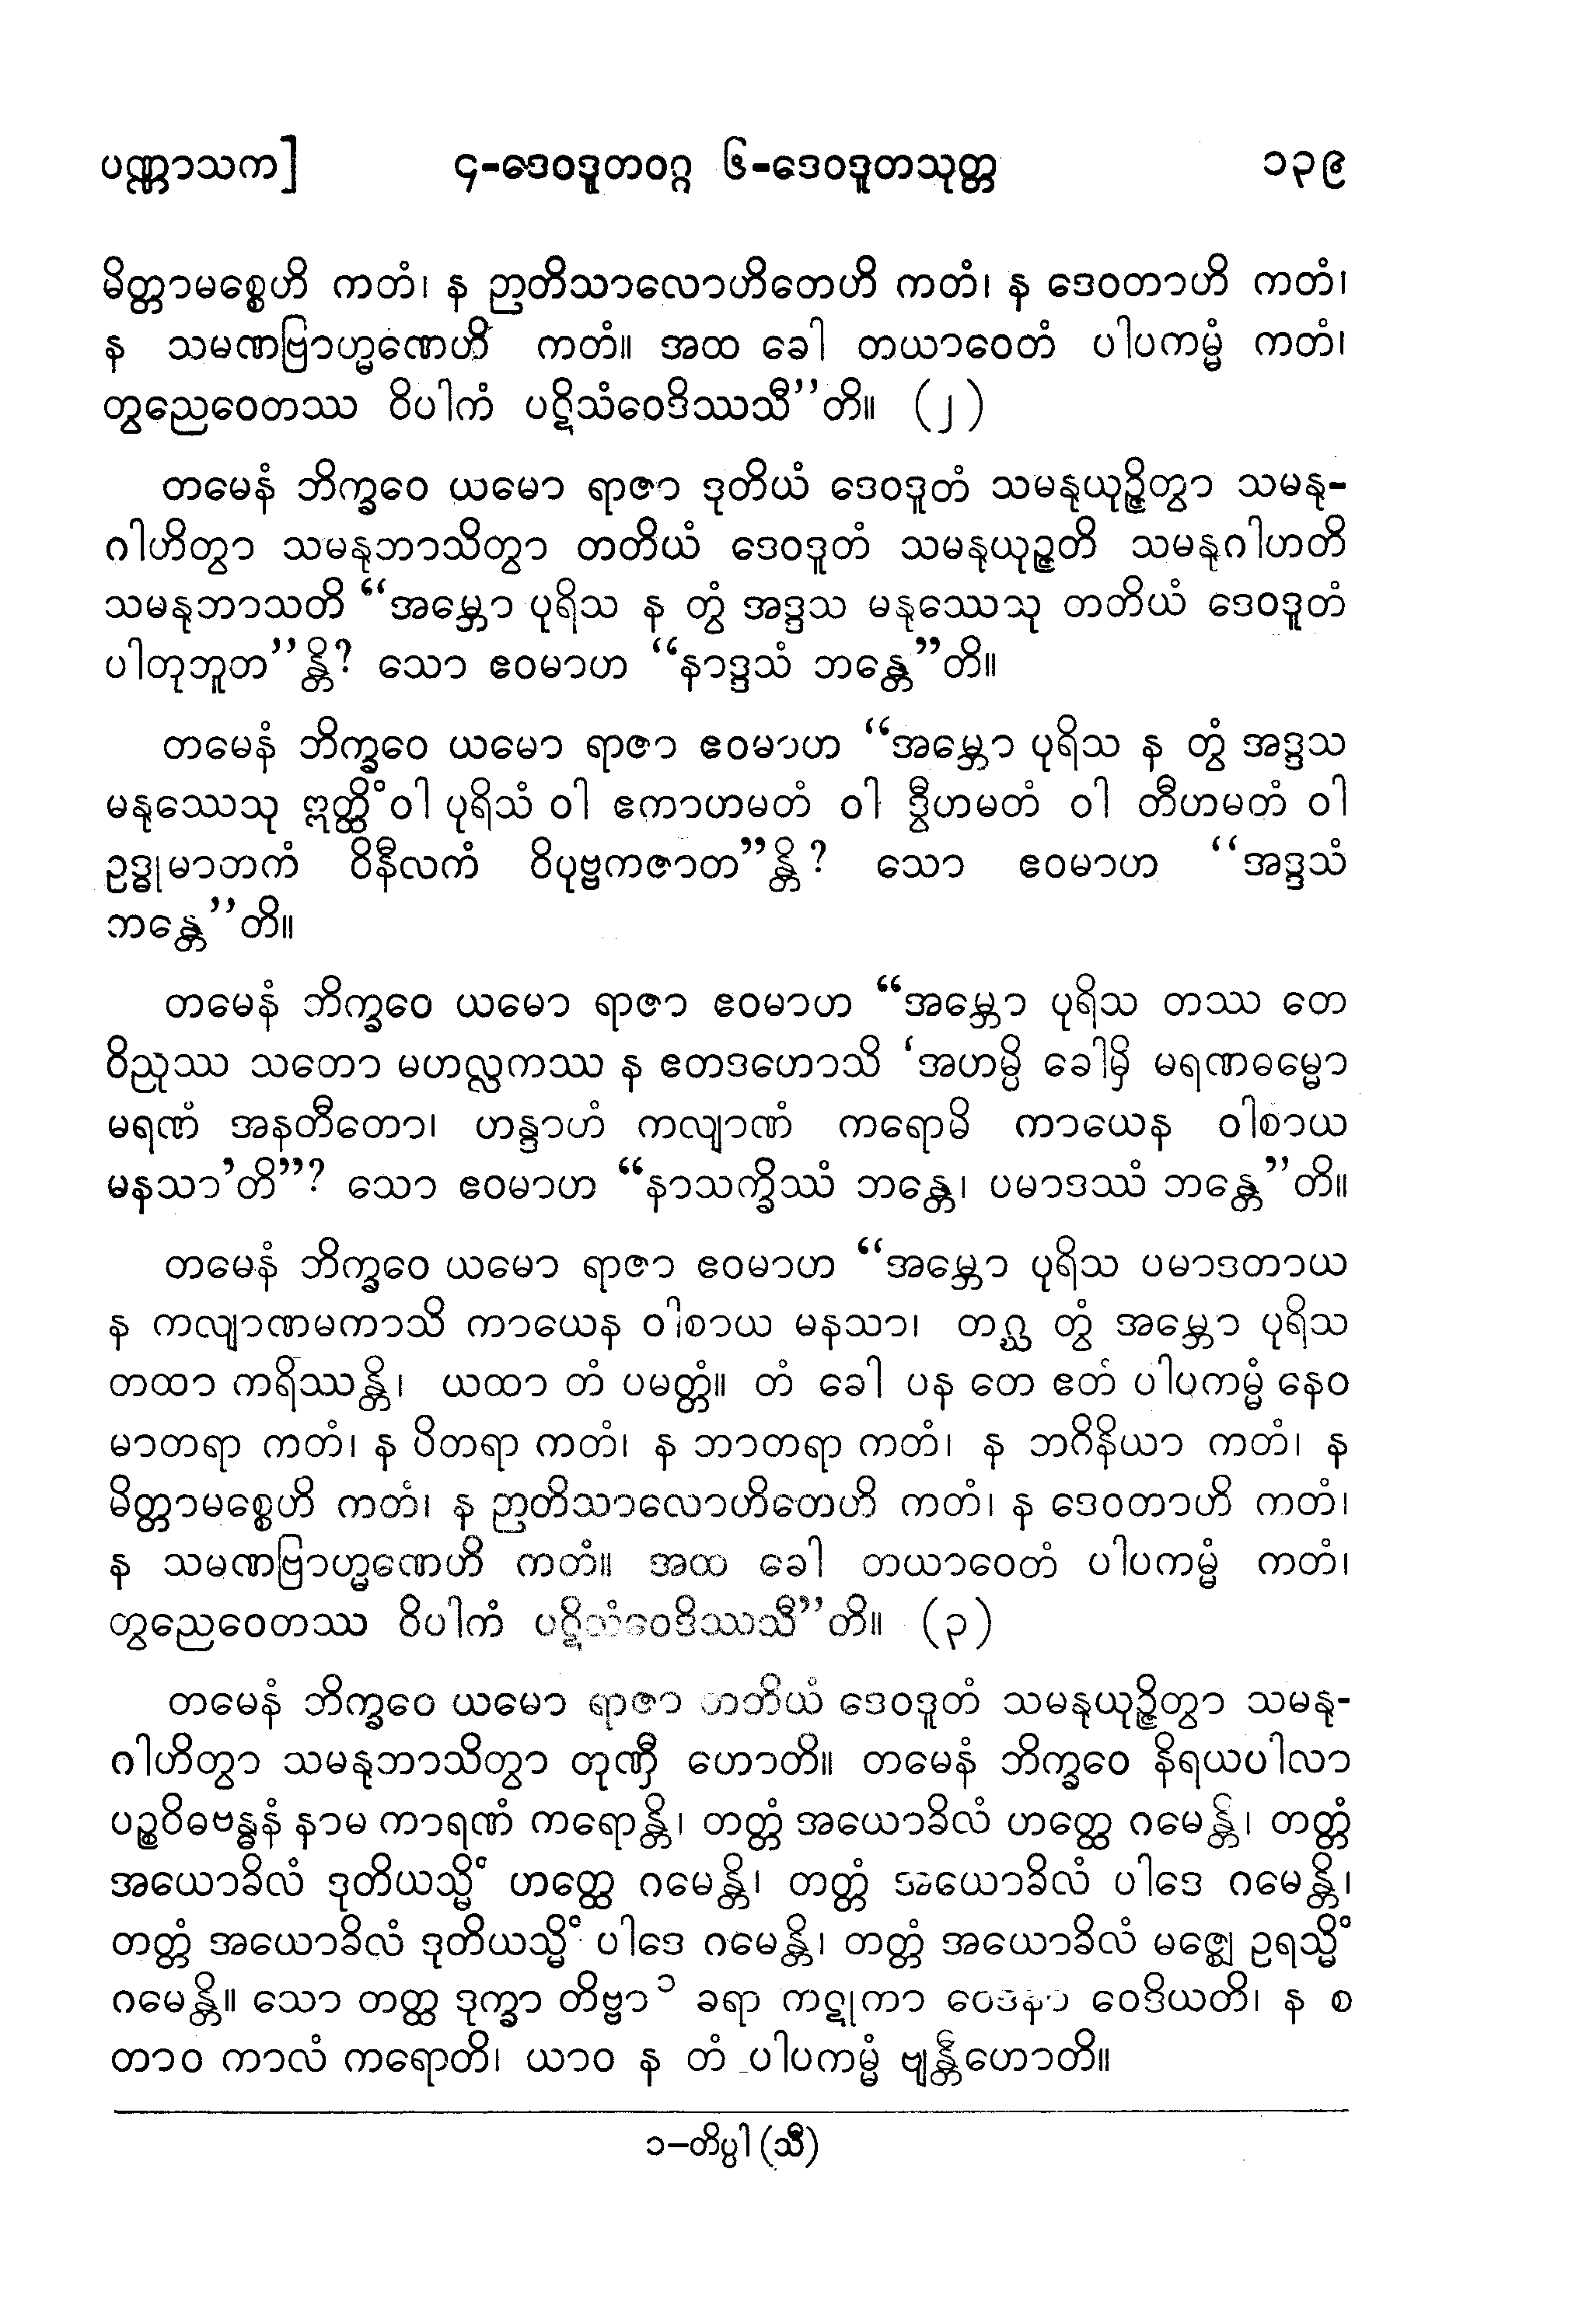 ပဏ္ဏာသက]  ၄-ဒေဝဒူတဝဂ္ဂ ၆-ဒေဝဒူတသုတ္တ  ၁၃၉
မိတ္တာမစ္စေဟိ ကတံ၊ န ဉာတိသာလောဟိတေဟိ ကတံ၊ န ဒေဝတာဟိ ကတံ၊
န သမဏဗြာဟ္မဏေဟိ ကတံ။ အထ ခေါ တယာဝေတံ ပါပကမ္မံ ကတံ၊
တွညေဝေတဿ ဝိပါကံ ပဋိသံဝေဒိဿသီ”တိ။ (၂)
တမေနံ ဘိက္ခဝေ ယမော ရာဇာ ဒုတိယံ ဒေဝဒူတံ သမနုယုဉ္ဇိတွာ သမနု-
ဂါဟိတွာ သမနုဘာသိတွာ တတိယံ ဒေဝဒူတံ သမနုယုဉ္ဇတိ သမနုဂါဟတိ
သမနုဘာသတိ “အမ္ဘော ပုရိသ န တွံ အဒ္ဒသ မနုဿေသု တတိယံ ဒေဝဒူတံ
ပါတုဘူတ”န္တိ? သော ဧဝမာဟ “နာဒ္ဒသံ ဘန္တေ”တိ။
တမေနံ ဘိက္ခဝေ ယမော ရာဇာ ဧဝမာဟ “အမ္ဘော ပုရိသ န တွံ အဒ္ဒသ
မနုဿေသု ဣတ္ထိံ ဝါ ပုရိသံ ဝါ ဧကာဟမတံ ဝါ ဒွီဟမတံ ဝါ တီဟမတံ ဝါ
ဥဒ္ဓုမာတကံ ဝိနီလကံ ဝိပုဗ္ဗကဇာတ”န္တိ? သော ဧဝမာဟ “အဒ္ဒသံ
ဘန္တေ”တိ။
တမေနံ ဘိက္ခဝေ ယမော ရာဇာ ဧဝမာဟ “အမ္ဘော ပုရိသ တဿ တေ
ဝိညုဿ သတော မဟလ္လကဿ န ဧတဒဟောသိ ‘အဟမ္ပိ ခေါမှိ မရဏဓမ္မော
မရဏံ အနတီတော၊ ဟန္ဒာဟံ ကလျာဏံ ကရောမိ ကာယေန ဝါစာယ
မနသာ’တိ”? သော ဧဝမာဟ “နာသက္ခိဿံ ဘန္တေ၊ ပမာဒဿံ ဘန္တေ”တိ။
တမေနံ ဘိက္ခဝေ ယမော ရာဇာ ဧဝမာဟ “အမ္ဘော ပုရိသ ပမာဒတာယ
န ကလျာဏမကာသိ ကာယေန ဝါစာယ မနသာ၊ တဂ္ဃ တွံ အမ္ဘော ပုရိသ
တထာ ကရိဿန္တိ၊ ယထာ တံ ပမတ္တံ။ တံ ခေါ ပန တေ ဧတံ ပါပကမ္မံ နေဝ
မာတရာ ကတံ၊ န ပိတရာ ကတံ၊ န ဘာတရာ ကတံ၊ န ဘဂိနိယာ ကတံ၊ န
မိတ္တာမစ္စေဟိ ကတံ၊ န ဉာတိသာလောဟိတေဟိ ကတံ၊ န ဒေဝတာဟိ ကတံ၊
န သမဏဗြာဟ္မဏေဟိ ကတံ။ အထ ခေါ တယာဝေတံ ပါပကမ္မံ ကတံ၊
တွညေဝေတဿ ဝိပါကံ ပဋိသံဝေဒိဿသီ”တိ။ (၃)
တမေနံ ဘိက္ခဝေ ယမော ရာဇာ တတိယံ ဒေဝဒူတံ သမနုယုဉ္ဇိတွာ သမနု-
ဂါဟိတွာ သမနုဘာသိတွာ တုဏှီ ဟောတိ။ တမေနံ ဘိက္ခဝေ နိရယပါလာ
ပဉ္စဝိဓဗန္ဓနံ နာမ ကာရဏံ ကရောန္တိ၊ တတ္တံ အယောခိလံ ဟတ္ထေ ဂမေန္တိ၊ တတ္တံ
အယောခိလံ ဒုတိယသ္မိံ ဟတ္ထေ ဂမေန္တိ၊ တတ္တံ အယောခိလံ ပါဒေ ဂမေန္တိ၊
တတ္တံ အယောခိလံ ဒုတိယသ္မိံ ပါဒေ ဂမေန္တိ၊ တတ္တံ အယောခိလံ မဇ္ဈေ ဥရသ္မိံ
ဂမေန္တိ။ သော တတ္ထ ဒုက္ခာ တိဗ္ဗာ ၁ ခရာ ကဋုကာ ဝေဒနာ ဝေဒိယတိ၊ န စ
တာဝ ကာလံ ကရောတိ၊ ယာဝ န တံ ပါပကမ္မံ ဗျန္တီဟောတိ။
၁–တိပ္ပါ (သီ)